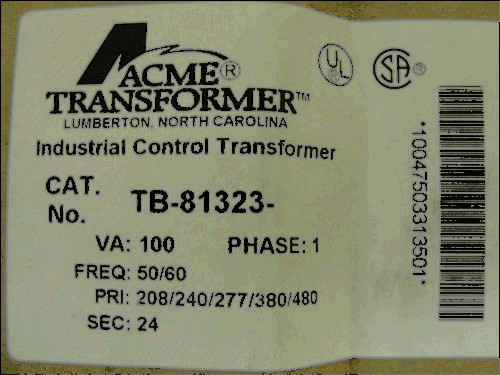 ACME®
TRANSFORMER™
LUMBERTON, NORTH CAROLINA
UL ®
SA ®
Industrial Control Transformer
CAT. No. TB-81323-
VA: 100 PHASE: 1
FREQ: 50/60
PRI: 208/240/277/380/480
SEC: 24
*10047503313501*